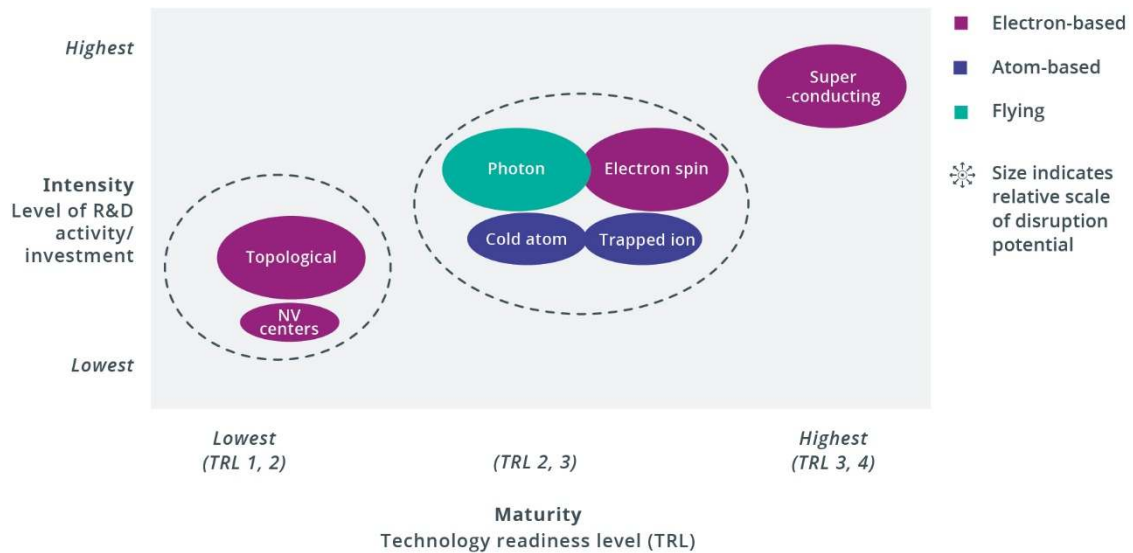 Highest
Intensity
Level of R&D
activity/
investment
Lowest
Super
-conducting
Photon
Electron spin
Cold atom
Trapped ion
Topological
NV
centers
Electron-based
Atom-based
Flying
Size indicates
relative scale
of disruption
potential
Lowest
(TRL 1, 2)
(TRL 2, 3)
Highest
(TRL 3, 4)
Maturity
Technology readiness level (TRL)